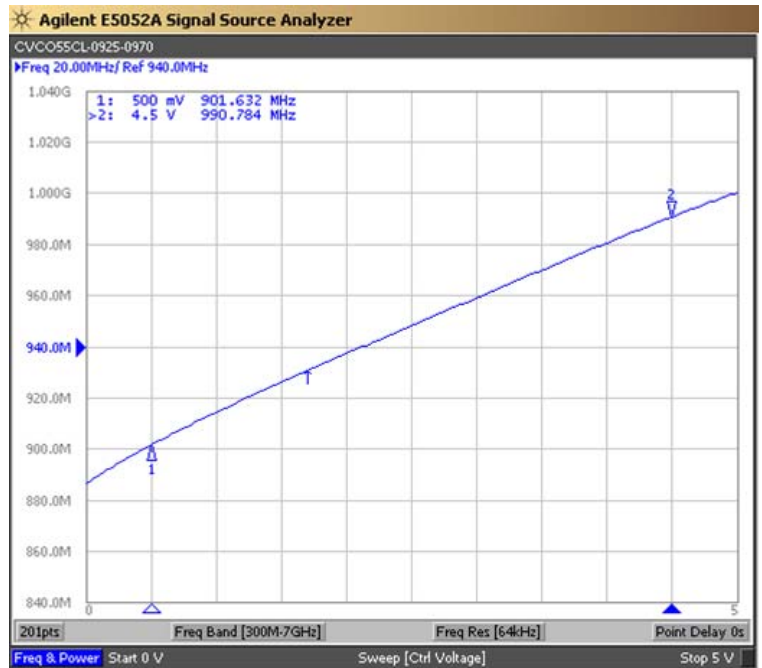 Agilent E5052A Signal Source Analyzer
CVCO55CL-0925-0970
Freq 20.00MHz/ Ref 940.0MHz
1.040G
1: 500 mV 901.632 MHz
>2: 4.5 V 990.784 MHz
1.020G
1.000G
2
980.0M
960.0M
940.0M
920.0M
900.0M
1
880.0M
860.0M
840.0M
0 5
201pts Freq Band [300M-7GHz] Freq Res [64kHz] Point Delay 0s
Freq & Power Start 0 V Sweep [Ctrl Voltage] Stop 5 V